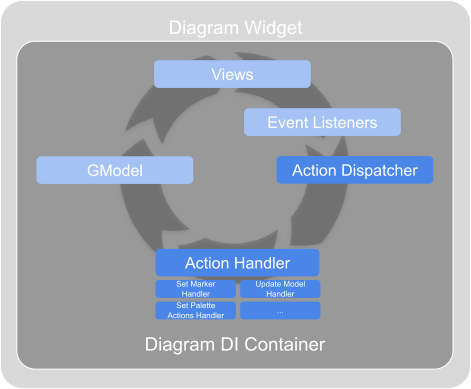 Diagram Widget
Views
Event Listeners
GModel
Action Dispatcher
Action Handler
Set Marker
Handler
Update Model
Handler
Set Palette
Actions Handler
...
Diagram DI Container